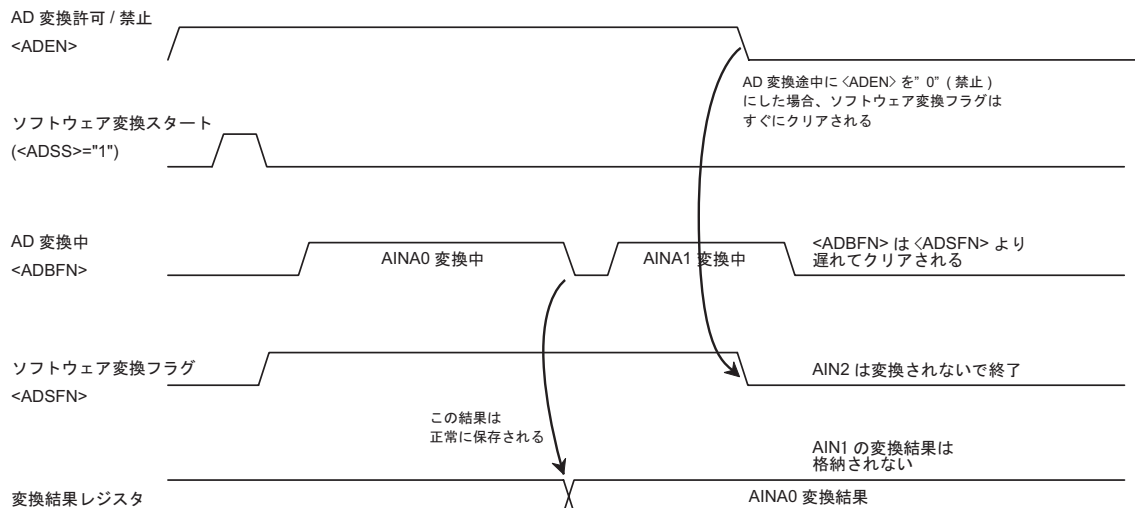 AD 変換許可 / 禁止
<ADEN>
AD 変換途中に〈ADEN〉を” 0” ( 禁止 )
にした場合、ソフトウェア変換フラグは
すぐにクリアされる
ソフトウェア変換スタート
(<ADSS>="1")
AD 変換中
<ADBFN>
AINA0 変換中
AINA1 変換中
<ADBFN> は〈ADSFN〉より
遅れてクリアされる
ソフトウェア変換フラグ
<ADSFN>
AIN2 は変換されないで終了
この結果は
正常に保存される
AIN1 の変換結果は
格納されない
変換結果レジスタ
AINA0 変換結果